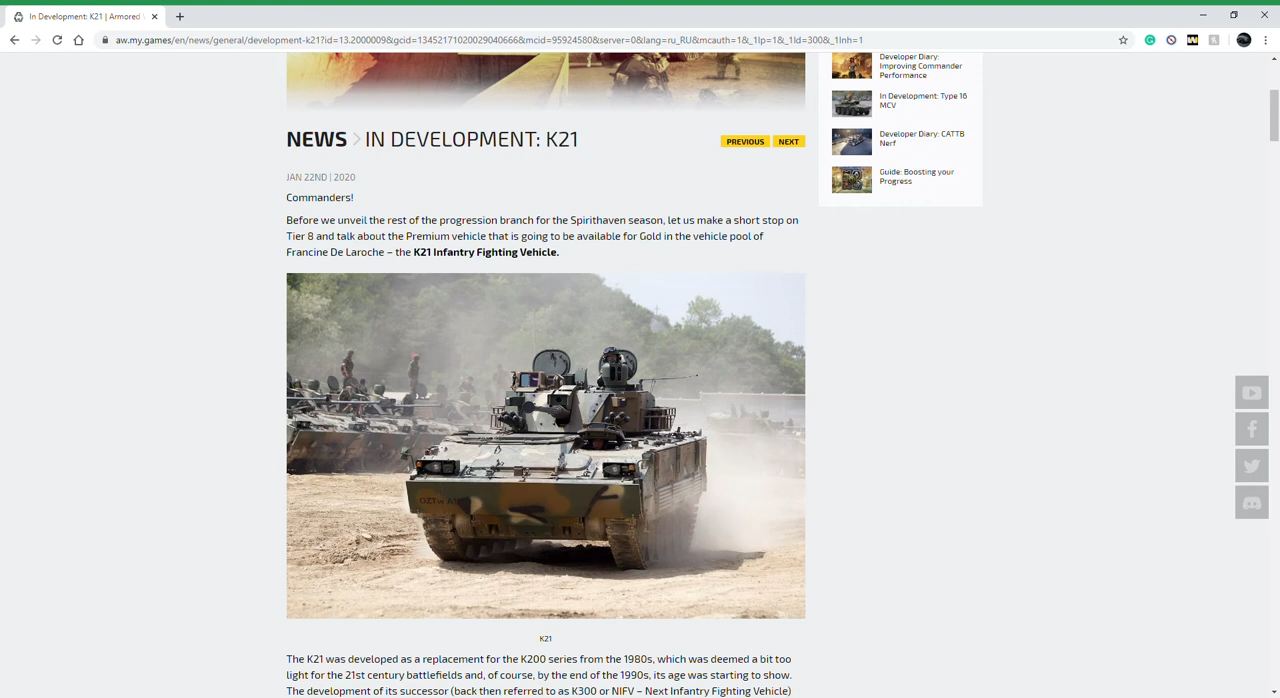 In Development: K21 | Armored
aw.my.games/en/news/general/development-k21?id=13.2000009&gcid=13452171020029040666&mcid=95924580&server=0&lang=ru_RU&mcauth=1&_1lp=1&_1ld=300&_1lnh=1
Developer Diary:
Improving Commander
Performance
In Development: Type 16
MCV
Developer Diary: CATTB
Nerf
Guide: Boosting your
Progress
NEWS > IN DEVELOPMENT: K21
PREVIOUS NEXT
JAN 22ND | 2020
Commanders!
Before we unveil the rest of the progression branch for the Spirithaven season, let us make a short stop on
Tier 8 and talk about the Premium vehicle that is going to be available for Gold in the vehicle pool of
Francine De Laroche – the K21 Infantry Fighting Vehicle.
K21
The K21 was developed as a replacement for the K200 series from the 1980s, which was deemed a bit too
light for the 21st century battlefields and, of course, by the end of the 1990s, its age was starting to show.
The development of its successor (back then referred to as K300 or NIFV – Next Infantry Fighting Vehicle)